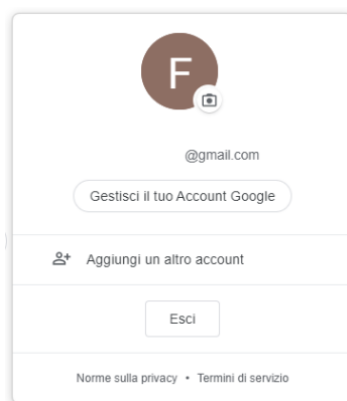 F
@gmail.com
Gestisci il tuo Account Google
Aggiungi un altro account
Esci
Norme sulla privacy • Termini di servizio